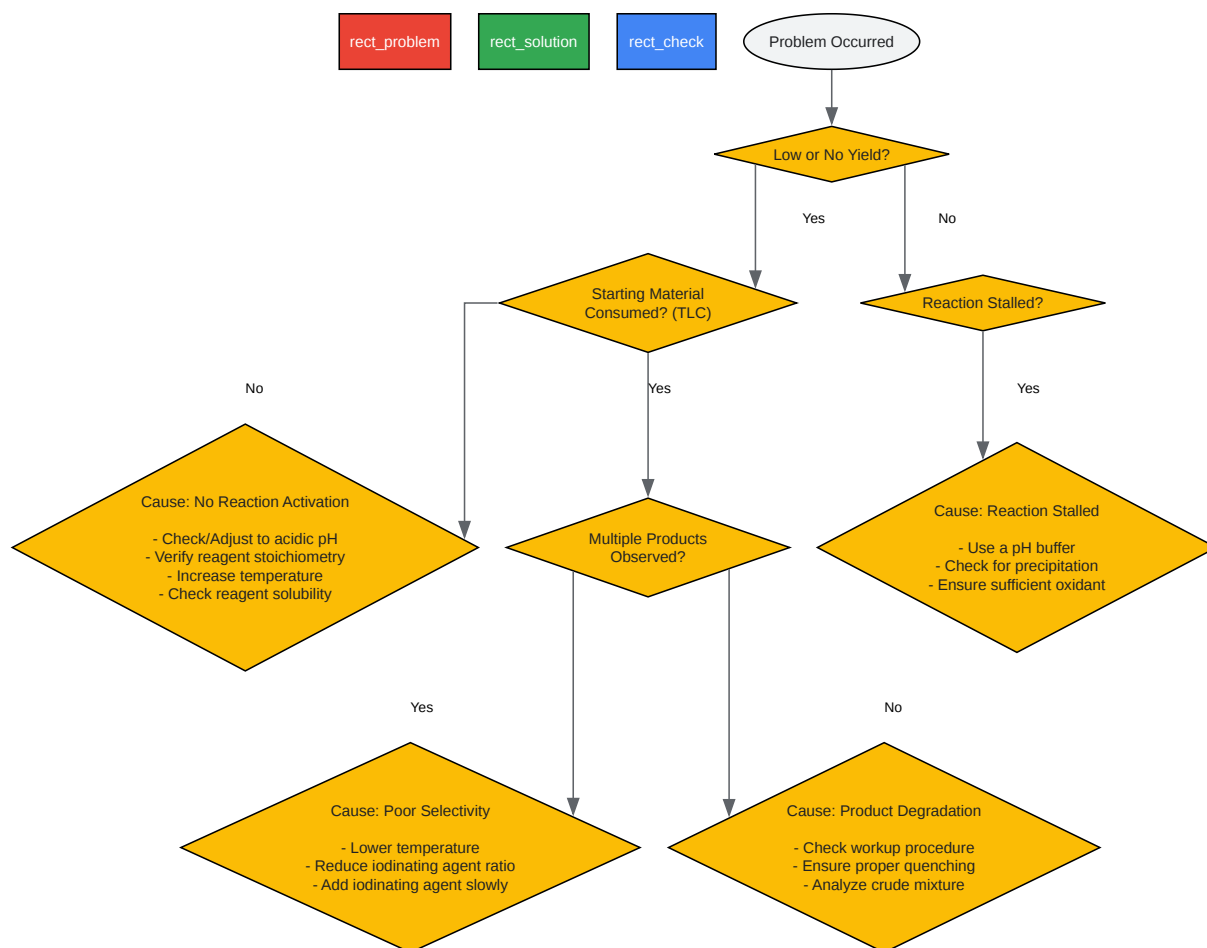 rect_problem
rect_solution
rect_check
Problem Occurred
Low or No Yield?
Yes
No
Starting Material
Consumed? (TLC)
Reaction Stalled?
No
Yes
Yes
Cause: No Reaction Activation
- Check/Adjust to acidic pH
- Verify reagent stoichiometry
- Increase temperature
- Check reagent solubility
Multiple Products
Observed?
Cause: Reaction Stalled
- Use a pH buffer
- Check for precipitation
- Ensure sufficient oxidant
Yes
No
Cause: Poor Selectivity
- Lower temperature
- Reduce iodinating agent ratio
- Add iodinating agent slowly
Cause: Product Degradation
- Check workup procedure
- Ensure proper quenching
- Analyze crude mixture